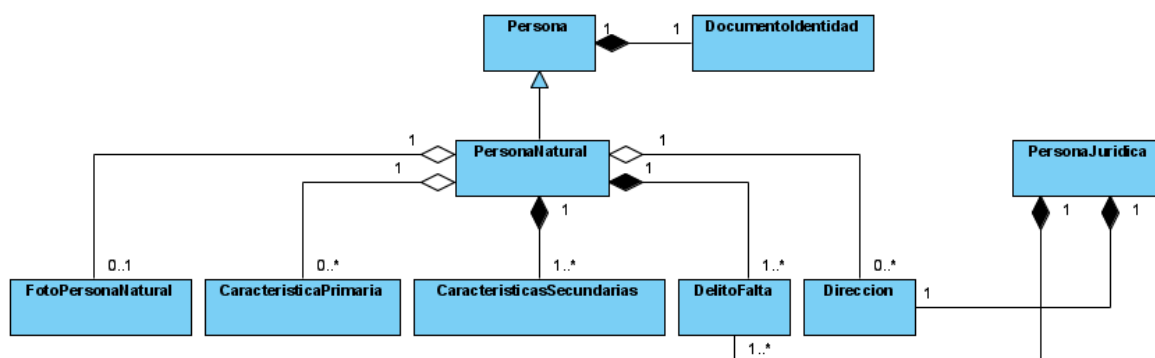 Persona
1
1
DocumentoIdentidad
1
1
PersonaNatural
1
1
1
1
PersonaJuridica
1
1
0..1
0..*
1..*
1..*
0..*
FotoPersonaNatural
CaracteristicaPrimaria
CaracteristicasSecundarias
DelitoFalta
Direccion
1
1..*